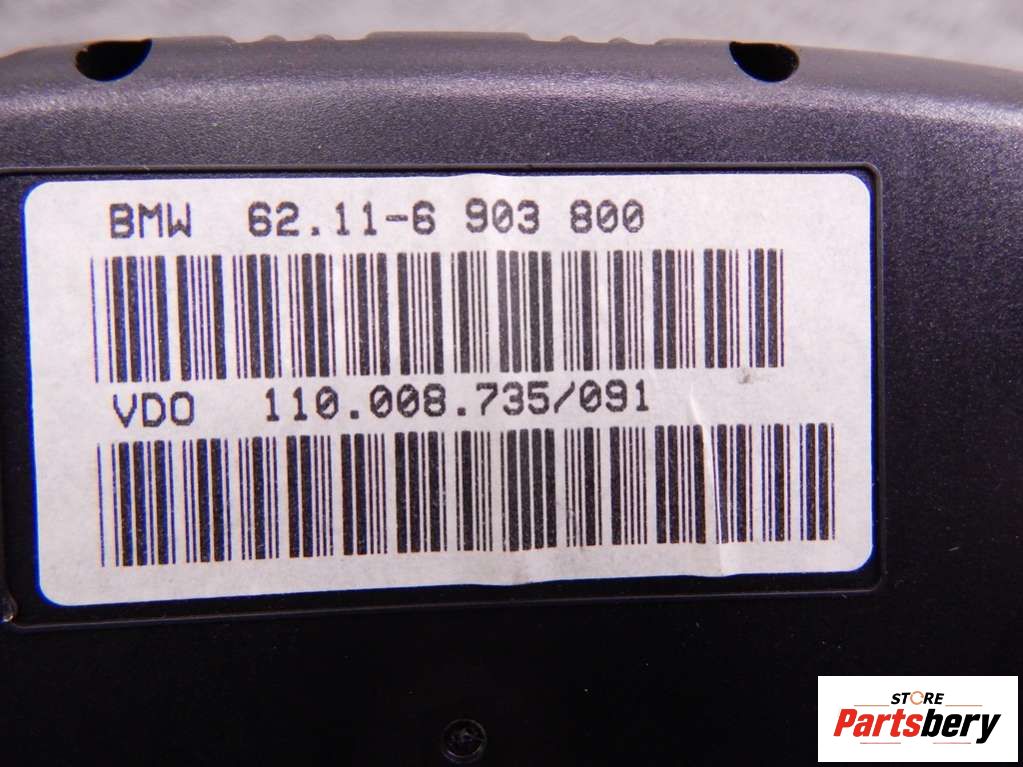 BMW 62.11-6 903 800
VDO 110.008.735/091
STORE
Partsbery